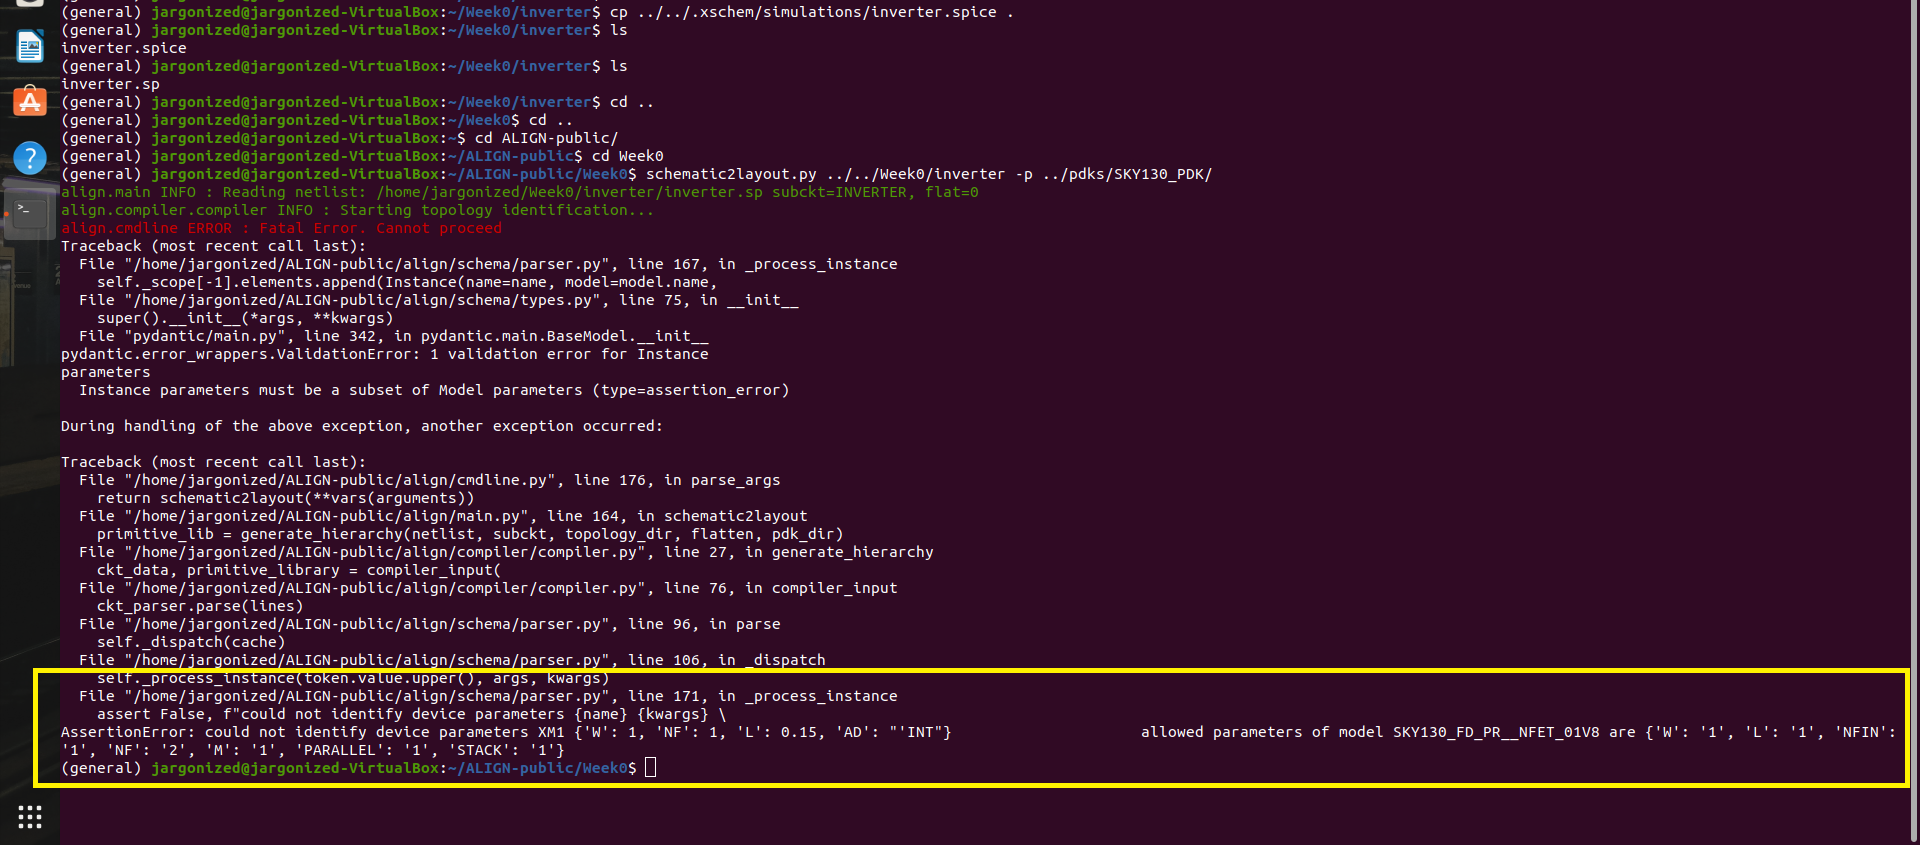 (general) jargonized@jargonized-VirtualBox:~/Week0/inverter$ cp ../../.xschem/simulations/inverter.spice .
(general) jargonized@jargonized-VirtualBox:~/Week0/inverter$ ls
inverter.spice
(general) jargonized@jargonized-VirtualBox:~/Week0/inverter$ ls
inverter.sp
(general) jargonized@jargonized-VirtualBox:~/Week0/inverter$ cd ..
(general) jargonized@jargonized-VirtualBox:~/Week0$ cd ..
(general) jargonized@jargonized-VirtualBox:~$ cd ALIGN-public/
(general) jargonized@jargonized-VirtualBox:~/ALIGN-public$ cd Week0
(general) jargonized@jargonized-VirtualBox:~/ALIGN-public/Week0$ schematic2layout.py ../../Week0/inverter -p ../pdks/SKY130_PDK/
align.main INFO : Reading netlist: /home/jargonized/Week0/inverter/inverter.sp subckt=INVERTER, flat=0
align.compiler.compiler INFO : Starting topology identification...
align.cmdline ERROR : Fatal Error. Cannot proceed
Traceback (most recent call last):
  File "/home/jargonized/ALIGN-public/align/schema/parser.py", line 167, in _process_instance
    self._scope[-1].elements.append(Instance(name=name, model=model.name,
  File "/home/jargonized/ALIGN-public/align/schema/types.py", line 75, in __init__
    super().__init__(*args, **kwargs)
  File "pydantic/main.py", line 342, in pydantic.main.BaseModel.__init__
pydantic.error_wrappers.ValidationError: 1 validation error for Instance
parameters
  Instance parameters must be a subset of Model parameters (type=assertion_error)
During handling of the above exception, another exception occurred:
Traceback (most recent call last):
  File "/home/jargonized/ALIGN-public/align/cmdline.py", line 176, in parse_args
    return schematic2layout(**vars(arguments))
  File "/home/jargonized/ALIGN-public/align/main.py", line 164, in schematic2layout
    primitive_lib = generate_hierarchy(netlist, subckt, topology_dir, flatten, pdk_dir)
  File "/home/jargonized/ALIGN-public/align/compiler/compiler.py", line 27, in generate_hierarchy
    ckt_data, primitive_library = compiler_input(
  File "/home/jargonized/ALIGN-public/align/compiler/compiler.py", line 76, in compiler_input
    ckt_parser.parse(lines)
  File "/home/jargonized/ALIGN-public/align/schema/parser.py", line 96, in parse
    self._dispatch(cache)
  File "/home/jargonized/ALIGN-public/align/schema/parser.py", line 106, in _dispatch
    self._process_instance(token.value.upper(), args, kwargs)
  File "/home/jargonized/ALIGN-public/align/schema/parser.py", line 171, in _process_instance
    assert False, f"could not identify device parameters {name} {kwargs} \
AssertionError: could not identify device parameters XM1 {'W': 1, 'NF': 1, 'L': 0.15, 'AD': "'INT"}                     allowed parameters of model SKY130_FD_PR__NFET_01V8 are {'W': '1', 'L': '1', 'NFIN':
'1', 'NF': '2', 'M': '1', 'PARALLEL': '1', 'STACK': '1'}
(general) jargonized@jargonized-VirtualBox:~/ALIGN-public/Week0$